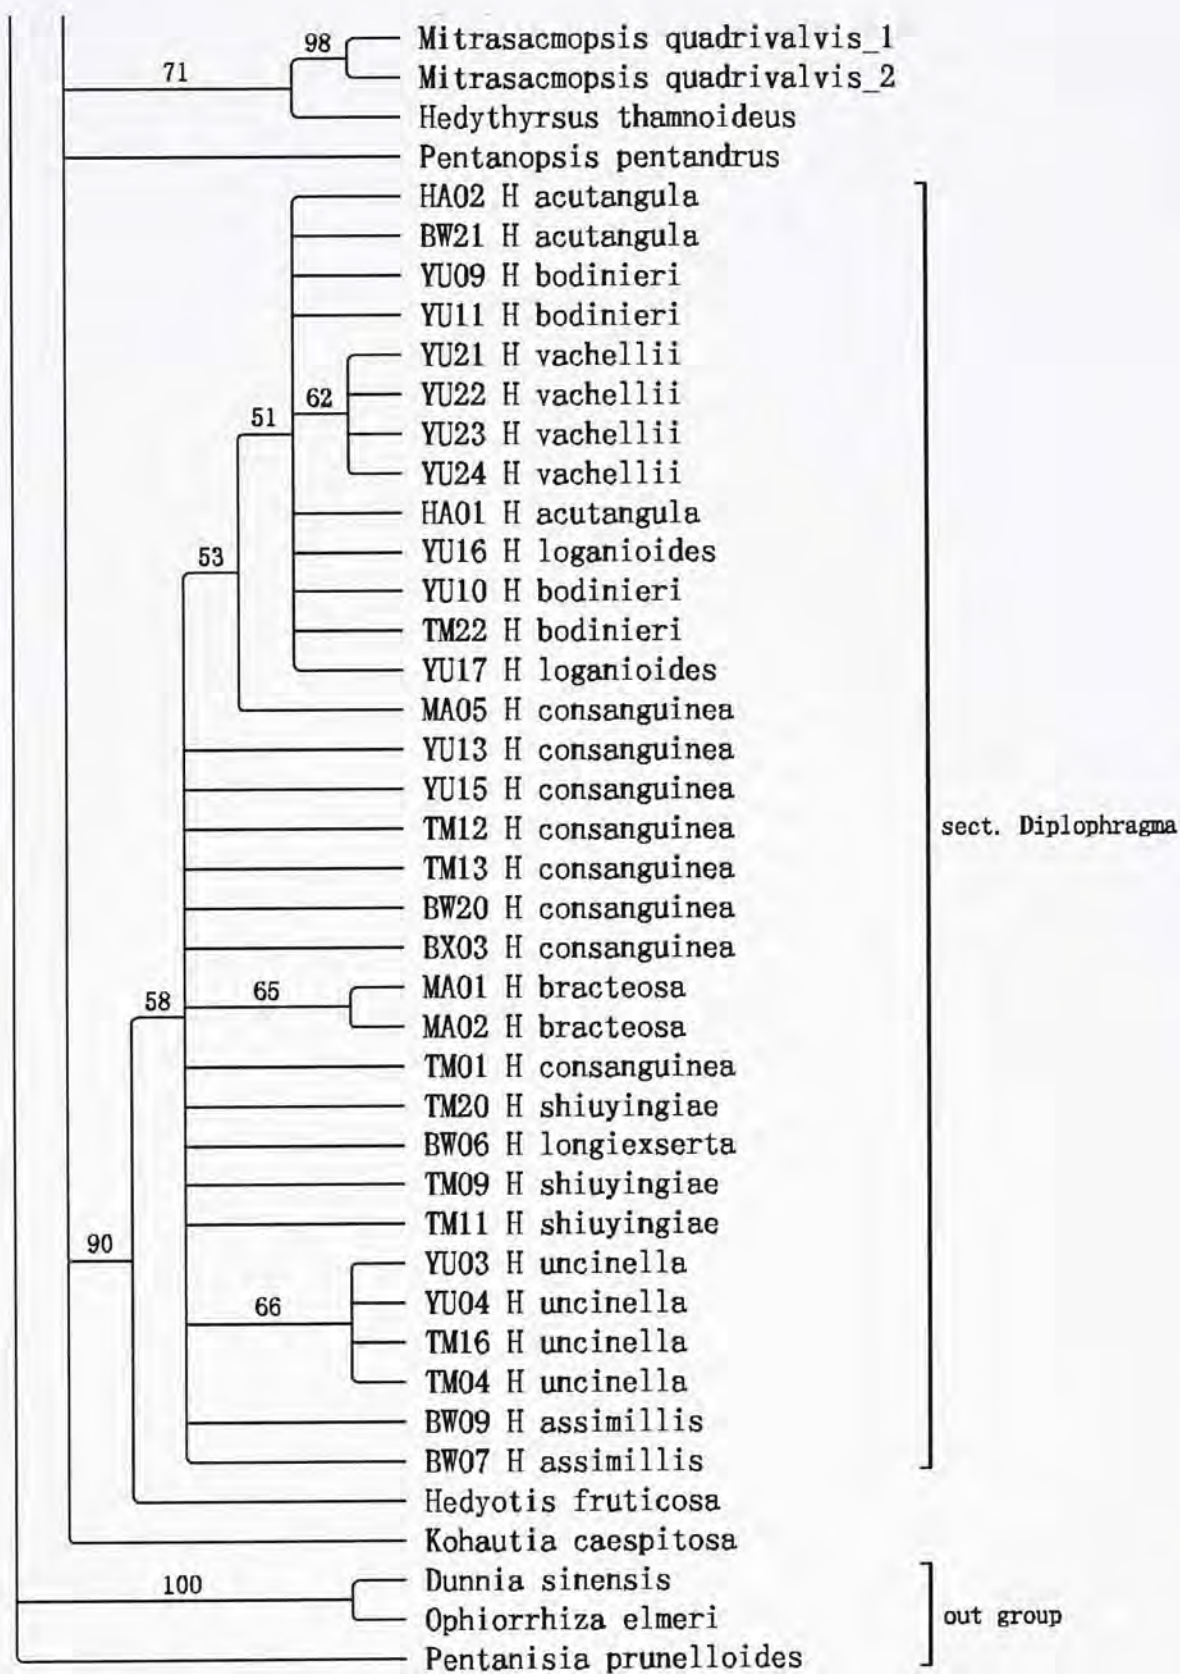 98
Mitrasacmopsis quadrivalvis_1
71
Mitrasacmopsis quadrivalvis_2
Hedythyrsus thamnoideus
Pentanopsis pentandrus
HA02 H acutangula
BW21 H acutangula
YU09 H bodinieri
YU11 H bodinieri
YU21 H vachellii
62
YU22 H vachellii
51
YU23 H vachellii
YU24 H vachellii
HA01 H acutangula
53
YU16 H loganioides
YU10 H bodinieri
TM22 H bodinieri
YU17 H loganioides
MA05 H consanguinea
YU13 H consanguinea
YU15 H consanguinea
TM12 H consanguinea
sect. Diplophragma
TM13 H consanguinea
BW20 H consanguinea
BX03 H consanguinea
58
65
MA01 H bracteosa
MA02 H bracteosa
TM01 H consanguinea
TM20 H shiuyingiae
BW06 H longiexserta
TM09 H shiuyingiae
TM11 H shiuyingiae
90
YU03 H uncinella
66
YU04 H uncinella
TM16 H uncinella
TM04 H uncinella
BW09 H assimillis
BW07 H assimillis
Hedyotis fruticosa
Kohautia caespitosa
100
Dunnia sinensis
Ophiorrhiza elmeri
out group
Pentanisia prunelloides